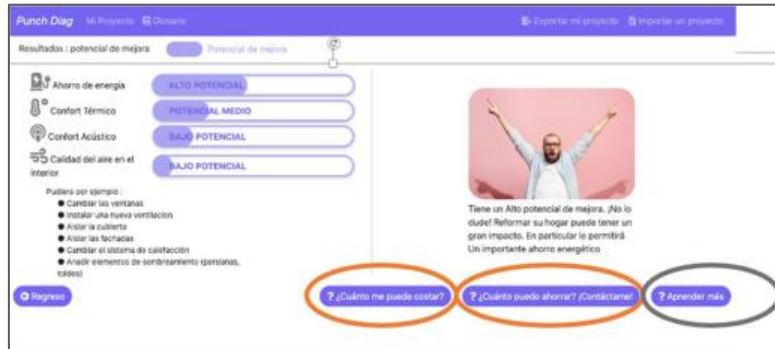 Punch Diag Mi Proyecto Glosario Exportar mi proyecto Importar un proyecto
Resultados : potencial de mejora Potencial de mejora
Ahorro de energía ALTO POTENCIAL
Confort Térmico POTENCIAL MEDIO
Confort Acústico BAJO POTENCIAL
Calidad del aire en el
interior
BAJO POTENCIAL
Pudiera por ejemplo :
Cambiar las ventanas
Instalar una nueva ventilacion
Aislar la cubierta
Aislar las fachadas
Cambiar el sistema de calefacción
Anadir elementos de sombreamiento (persianas,
toldos)
Tiene un Alto potencial de mejora. ¡No lo
dude! Reformar su hogar puede tener un
gran impacto. En particular le permitirá
Un importante ahorro energético
Regreso
? ¿Cuánto me puede costar?
? ¿Cuánto puedo ahorrar? ¡Contáctame!
? Aprender más